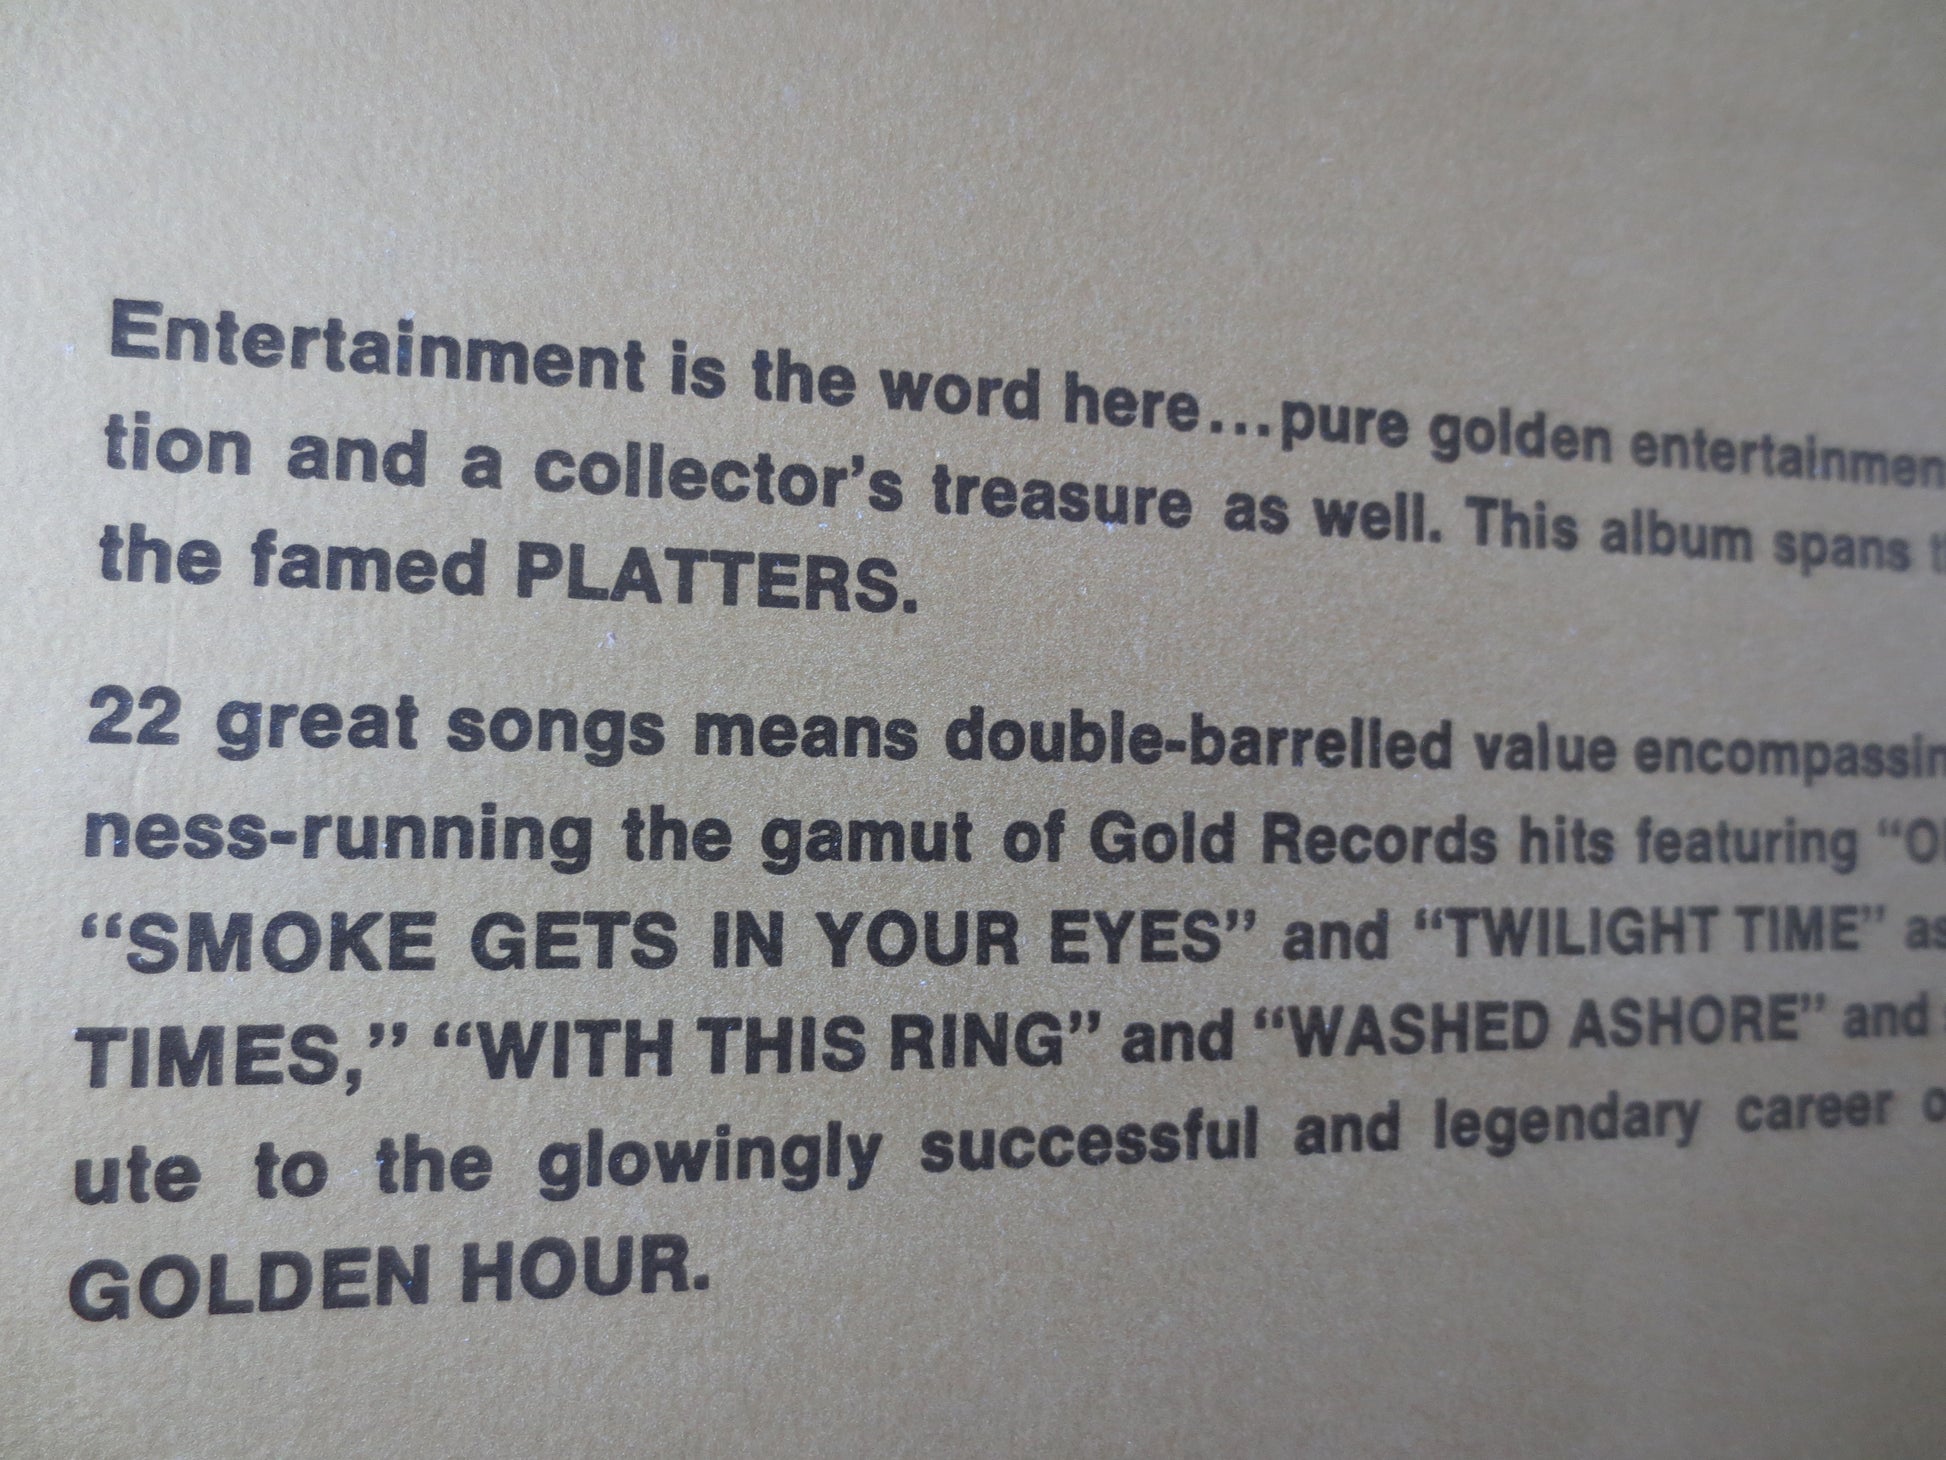 Entertainment is the word here...pure golden entertainmen
tion and a collector's treasure as well. This album spans
the famed PLATTERS.
22 great songs means double-barrelled value encompassin
ness-running the gamut of Gold Records hits featuring "O
"SMOKE GETS IN YOUR EYES" and "TWILIGHT TIME" as
TIMES," "WITH THIS RING" and "WASHED ASHORE" and
ute to the glowingly successful and legendary career o
GOLDEN HOUR.